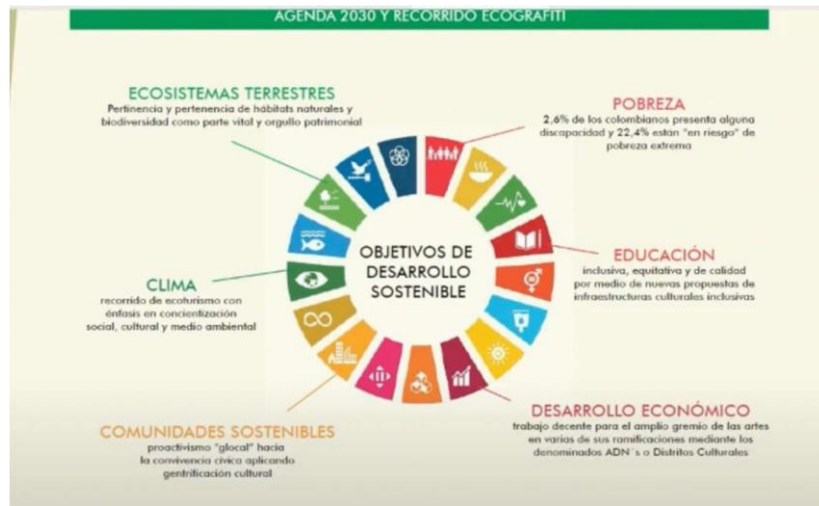 AGENDA 2030 Y RECORRIDO ECOGRAFITI
ECOSISTEMAS TERRESTRES
Pertinencia y pertenencia de hábitats naturales y
biodiversidad como parte vital y orgullo patrimonial
POBREZA
2,6% de los colombianos presenta alguna
discapacidad y 22,4% están "en riesgo" de
pobreza extrema
OBJETIVOS DE
DESARROLLO
SOSTENIBLE
EDUCACIÓN
inclusiva, equitativa y de calidad
por medio de nuevas propuestas de
infraestructuras culturales inclusivas
CLIMA
recorrido de ecoturismo con
énfasis en concientización
social, cultural y medio ambiental
DESARROLLO ECONÓMICO
trabajo decente para el amplio gremio de las artes
en varias de sus ramificaciones mediante los
denominados ADN´s o Distritos Culturales
COMUNIDADES SOSTENIBLES
proactivismo "glocal" hacia
la convivencia cívica aplicando
gentrificación cultural